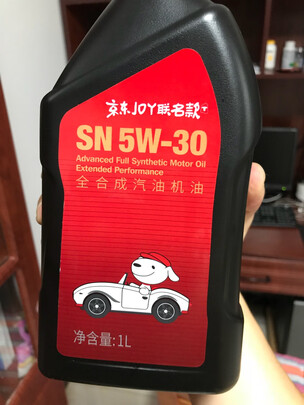 京东JOY联名款
SN 5W-30
Advanced Full Synthetic Motor Oil
Extended Performance
全合成汽油机油
净含量:1L